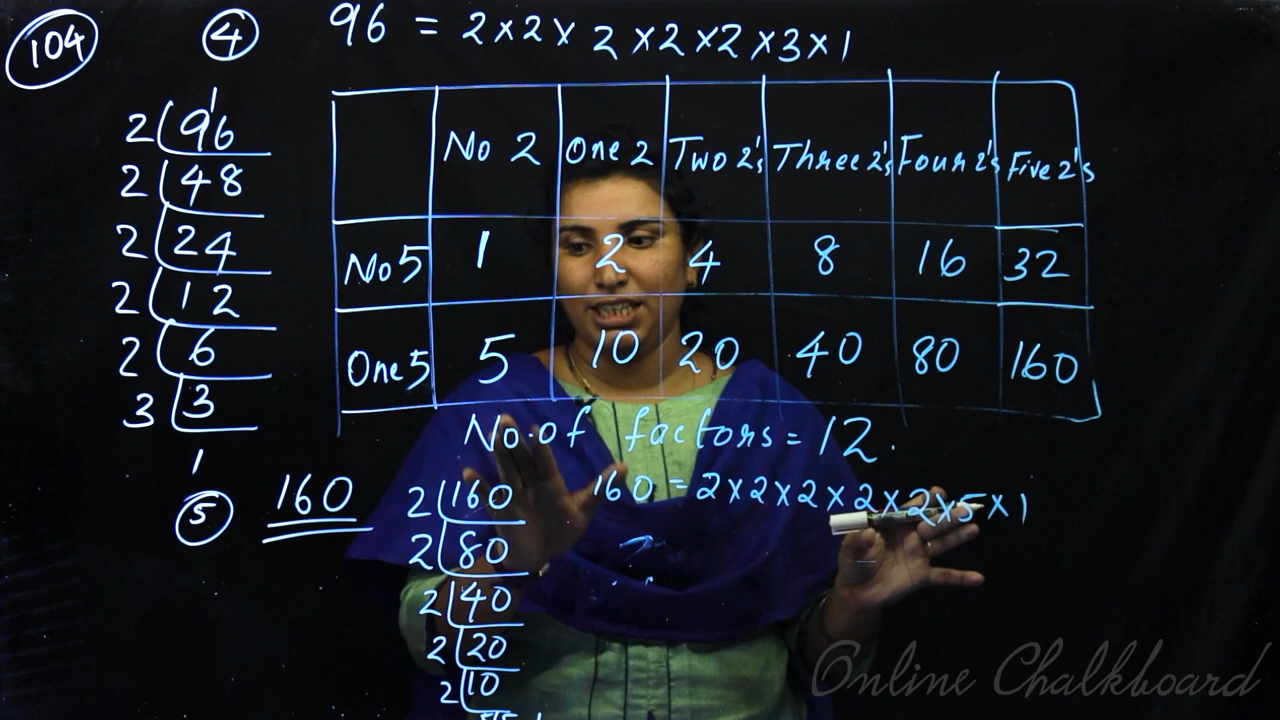 104
④ 96 = 2×2×2×2×2×3×1
2 | 96
2 | 48
2 | 24
2 | 12
2 | 6
3 | 3
1
No 2 One 2 Two 2's Three 2's Four 2's Five 2's
No 5 1 2 4 8 16 32
One 5 5 10 20 40 80 160
No. of factors = 12.
⑤ 160
2 | 160
2 | 80
2 | 40
2 | 20
2 | 10
160 = 2×2×2×2×2×5×1
Online Chalkboard